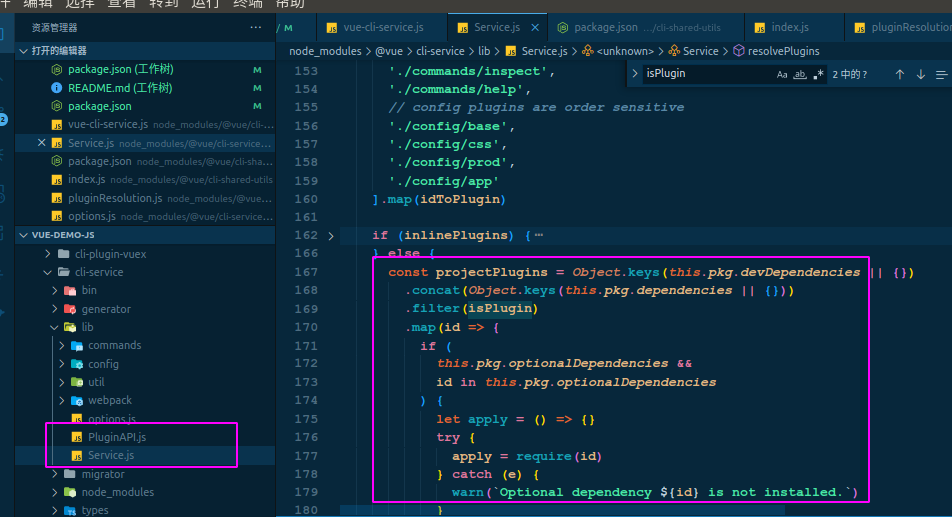 编辑 选择 查看 转到 运行 终端 帮助
资源管理器 ···
/ M vue-cli-service.js Service.js × package.json .../cli-shared-utils index.js pluginResolution
打开的编辑器
package.json (工作树) M
README.md (工作树) M
package.json M
vue-cli-service.js node_modules/@vue/cli-...
Service.js node_modules/@vue/cli-service...
package.json node_modules/@vue/cli-sha...
index.js node_modules/@vue/cli-shared-utils
pluginResolution.js node_modules/@vue/...
options.js node_modules/@vue/cli-service...
VUE-DEMO-JS
cli-plugin-vuex
cli-service
bin
generator
lib
commands
config
util
webpack
options.js
PluginAPI.js
Service.js
migrator
node_modules
types
2
node_modules > @vue > cli-service > lib > Service.js > <unknown> > Service > resolvePlugins
isPlugin Aa ab .* 2 中的 ?
153 './commands/inspect',
154 './commands/help',
155 // config plugins are order sensitive
156 './config/base',
157 './config/css',
158 './config/prod',
159 './config/app'
160 ].map(idToPlugin)
161
162 if (inlinePlugins) {···
166 } else {
167 const projectPlugins = Object.keys(this.pkg.devDependencies || {})
168 .concat(Object.keys(this.pkg.dependencies || {}))
169 .filter(isPlugin)
170 .map(id => {
171 if (
172 this.pkg.optionalDependencies &&
173 id in this.pkg.optionalDependencies
174 ) {
175 let apply = () => {}
176 try {
177 apply = require(id)
178 } catch (e) {
179 warn(`Optional dependency ${id} is not installed.`)
180 }